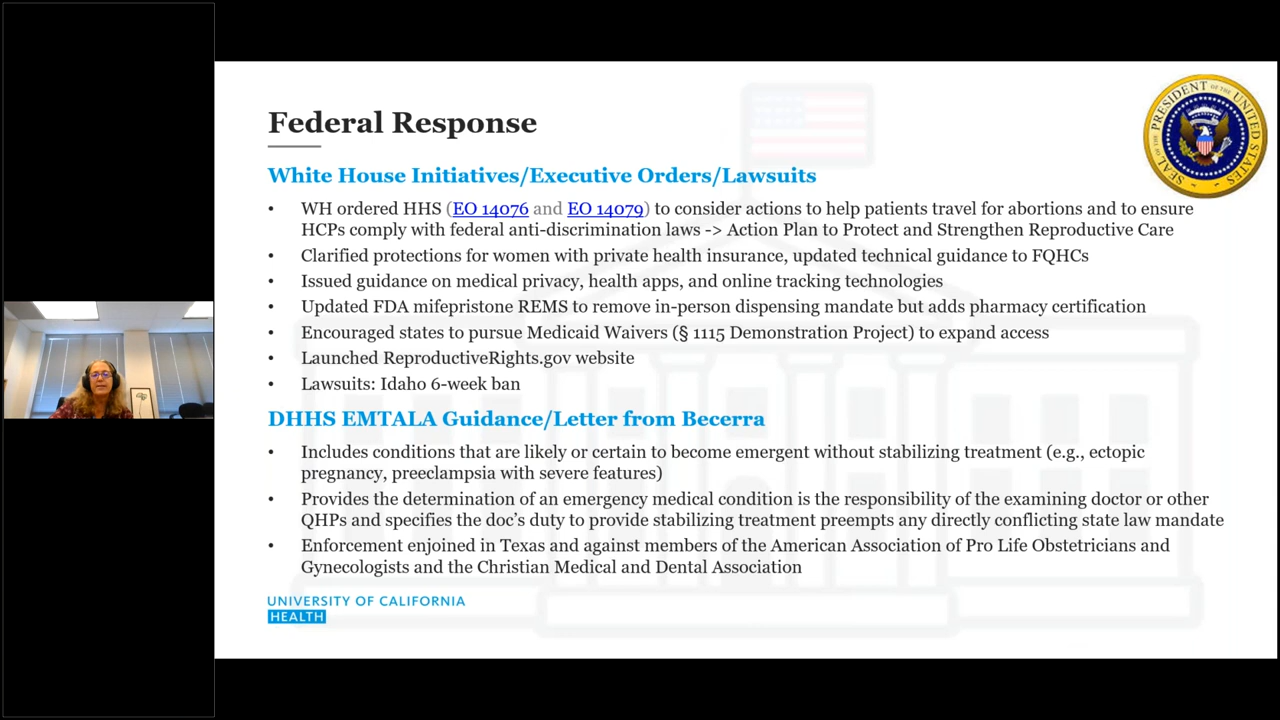 Federal Response
SEAL OF THE PRESIDENT OF THE UNITED STATES
White House Initiatives/Executive Orders/Lawsuits
• WH ordered HHS (EO 14076 and EO 14079) to consider actions to help patients travel for abortions and to ensure
HCPs comply with federal anti-discrimination laws -> Action Plan to Protect and Strengthen Reproductive Care
• Clarified protections for women with private health insurance, updated technical guidance to FQHCs
• Issued guidance on medical privacy, health apps, and online tracking technologies
• Updated FDA mifepristone REMS to remove in-person dispensing mandate but adds pharmacy certification
• Encouraged states to pursue Medicaid Waivers (§ 1115 Demonstration Project) to expand access
• Launched ReproductiveRights.gov website
• Lawsuits: Idaho 6-week ban
DHHS EMTALA Guidance/Letter from Becerra
• Includes conditions that are likely or certain to become emergent without stabilizing treatment (e.g., ectopic
pregnancy, preeclampsia with severe features)
• Provides the determination of an emergency medical condition is the responsibility of the examining doctor or other
QHPs and specifies the doc's duty to provide stabilizing treatment preempts any directly conflicting state law mandate
• Enforcement enjoined in Texas and against members of the American Association of Pro Life Obstetricians and
Gynecologists and the Christian Medical and Dental Association
UNIVERSITY OF CALIFORNIA
HEALTH